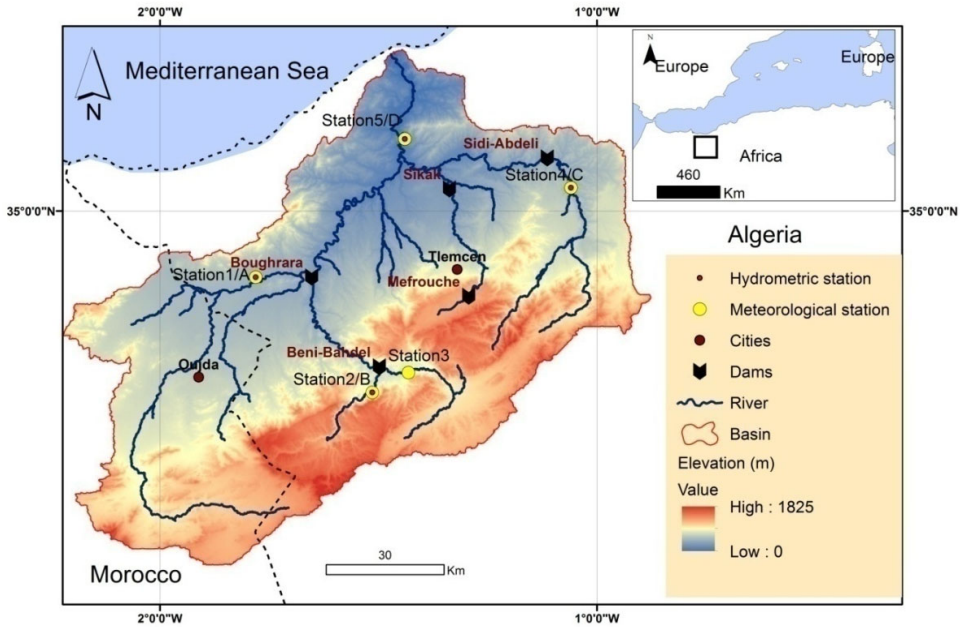 2°0'0"W
1°0'0"W
Mediterranean Sea
N
N
Europe
Europe
Africa
460
Km
Station5/D
Sidi-Abdeli
Sikak
Station4/C
35°0'0"N
35°0'0"N
Algeria
Boughrara
Station1/A
Tlemcen
Mefrouche
Hydrometric station
Meteorological station
Cities
Dams
River
Basin
Elevation (m)
Value
High : 1825
Low : 0
Beni-Bahdel
Station3
Oujda
Station2/B
30
Km
Morocco
2°0'0"W
1°0'0"W